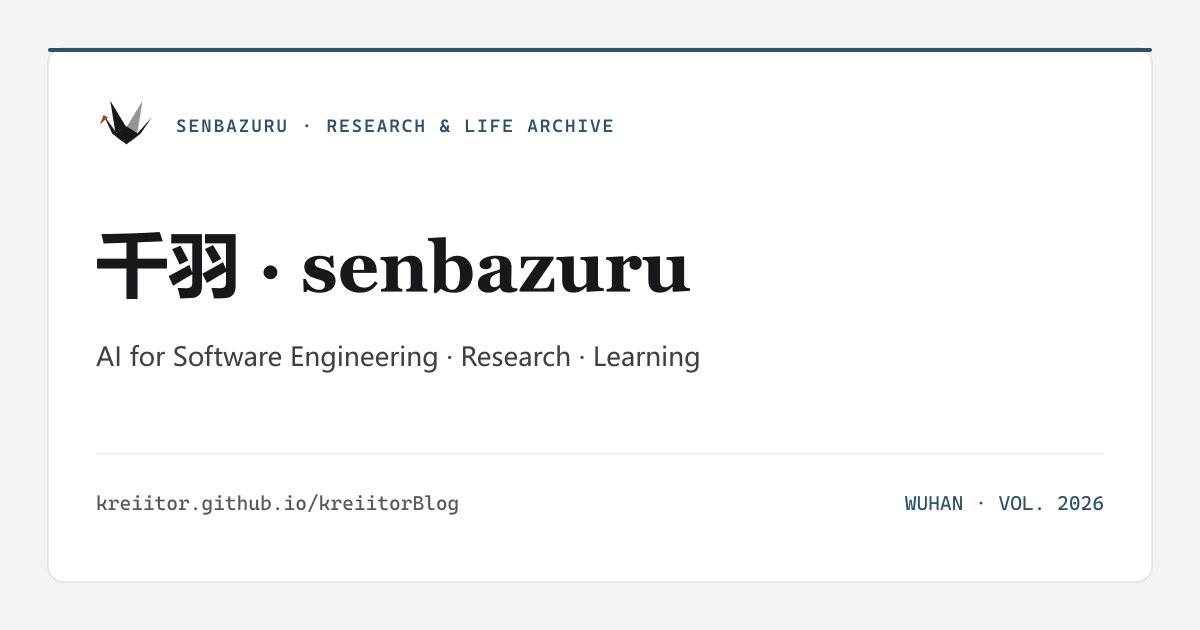 SENBAZURU · RESEARCH & LIFE ARCHIVE
千羽 · senbazuru
AI for Software Engineering · Research · Learning
kreiitor.github.io/kreiitorBlog
WUHAN · VOL. 2026